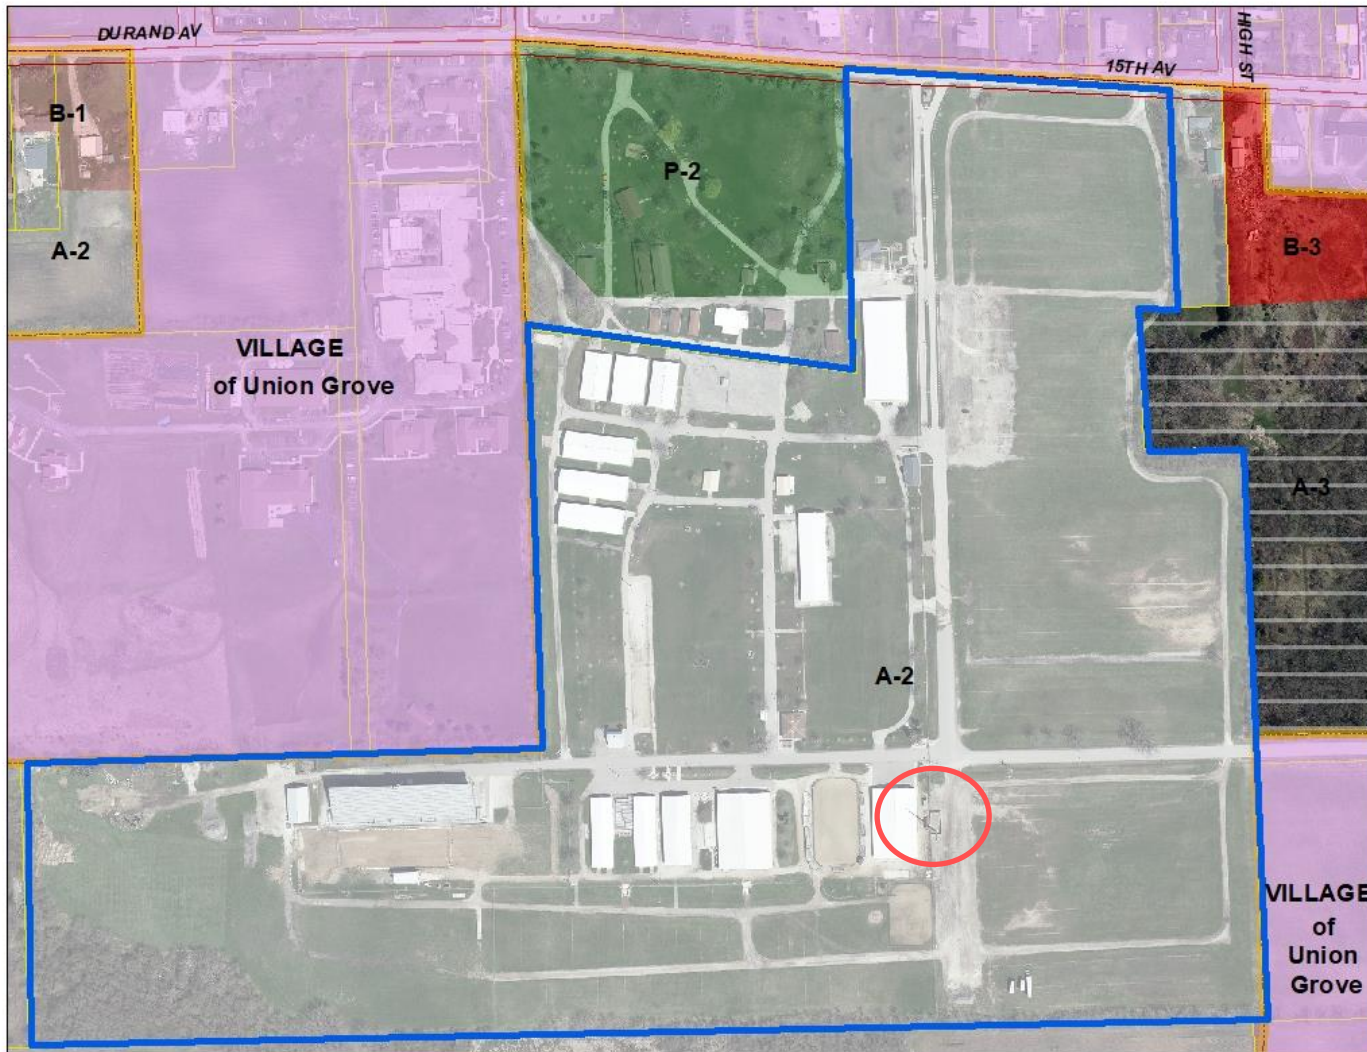 DURAND AV
15TH AV
HIGH ST
B-1
P-2
A-2
B-3
VILLAGE
of Union Grove
A-3
A-2
VILLAGE
of
Union
Grove